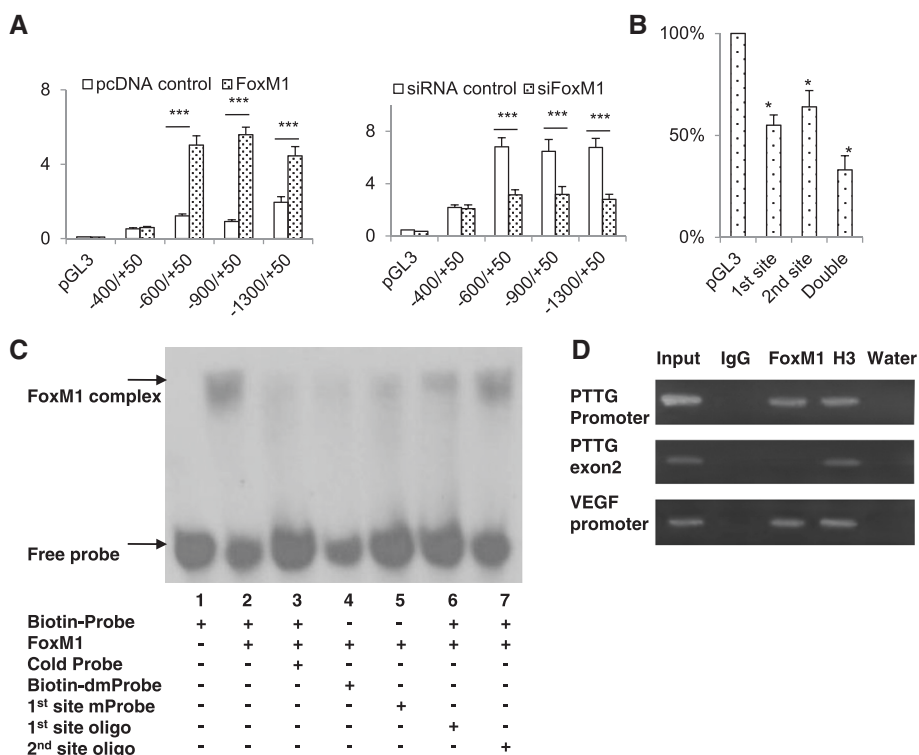 A
pcDNA control FoxM1
8
4
0
*** *** ***
pGL3 -400/+50 -600/+50 -900/+50 -1300/+50
siRNA control siFoxM1
8
4
0
*** *** ***
pGL3 -400/+50 -600/+50 -900/+50 -1300/+50
B
100%
50%
0%
* * *
pGL3 1st site 2nd site Double
C
FoxM1 complex
Free probe
1 2 3 4 5 6 7
Biotin-Probe + + + - - + +
FoxM1 - + + + + + +
Cold Probe - - + - - - -
Biotin-dmProbe - - - + - - -
1st site mProbe - - - - + - -
1st site oligo - - - - - + -
2nd site oligo - - - - - - +
D
Input IgG FoxM1 H3 Water
PTTG
Promoter
PTTG
exon2
VEGF
promoter